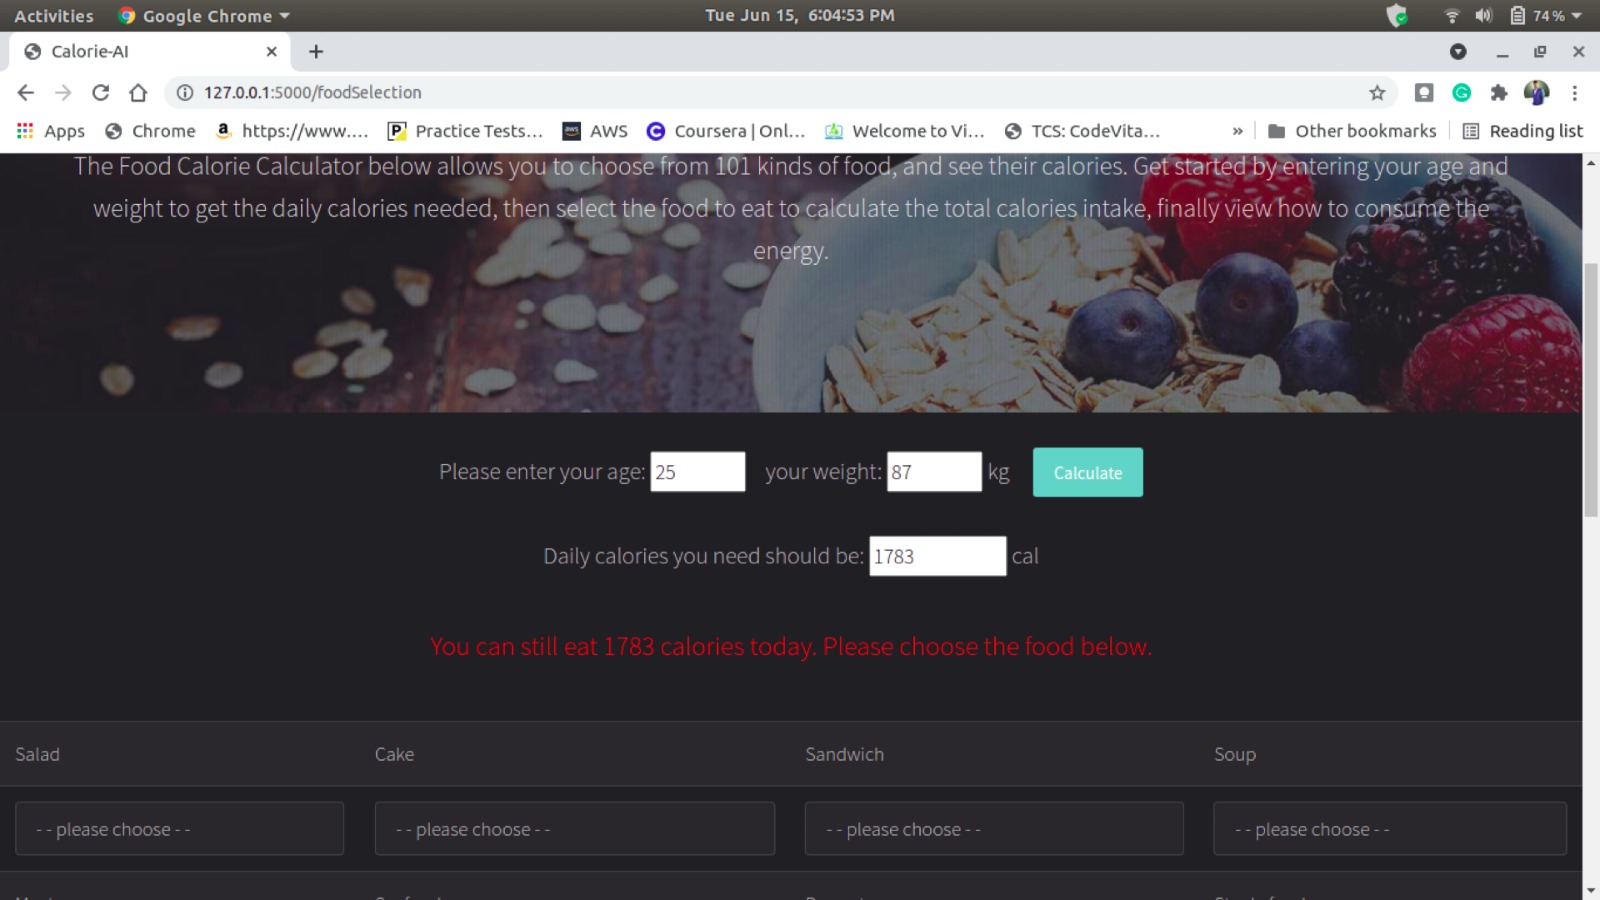 Activities Google Chrome Tue Jun 15, 6:04:53 PM 74%
Calorie-AI
127.0.0.1:5000/foodSelection
Apps Chrome https://www.... Practice Tests... AWS Coursera | Onl... Welcome to Vi... TCS: CodeVita... » Other bookmarks Reading list
The Food Calorie Calculator below allows you to choose from 101 kinds of food, and see their calories. Get started by entering your age and
weight to get the daily calories needed, then select the food to eat to calculate the total calories intake, finally view how to consume the
energy.
Please enter your age: 25 your weight: 87 kg Calculate
Daily calories you need should be: 1783 cal
You can still eat 1783 calories today. Please choose the food below.
Salad Cake Sandwich Soup
- - please choose - - - - please choose - - - - please choose - - - - please choose - -